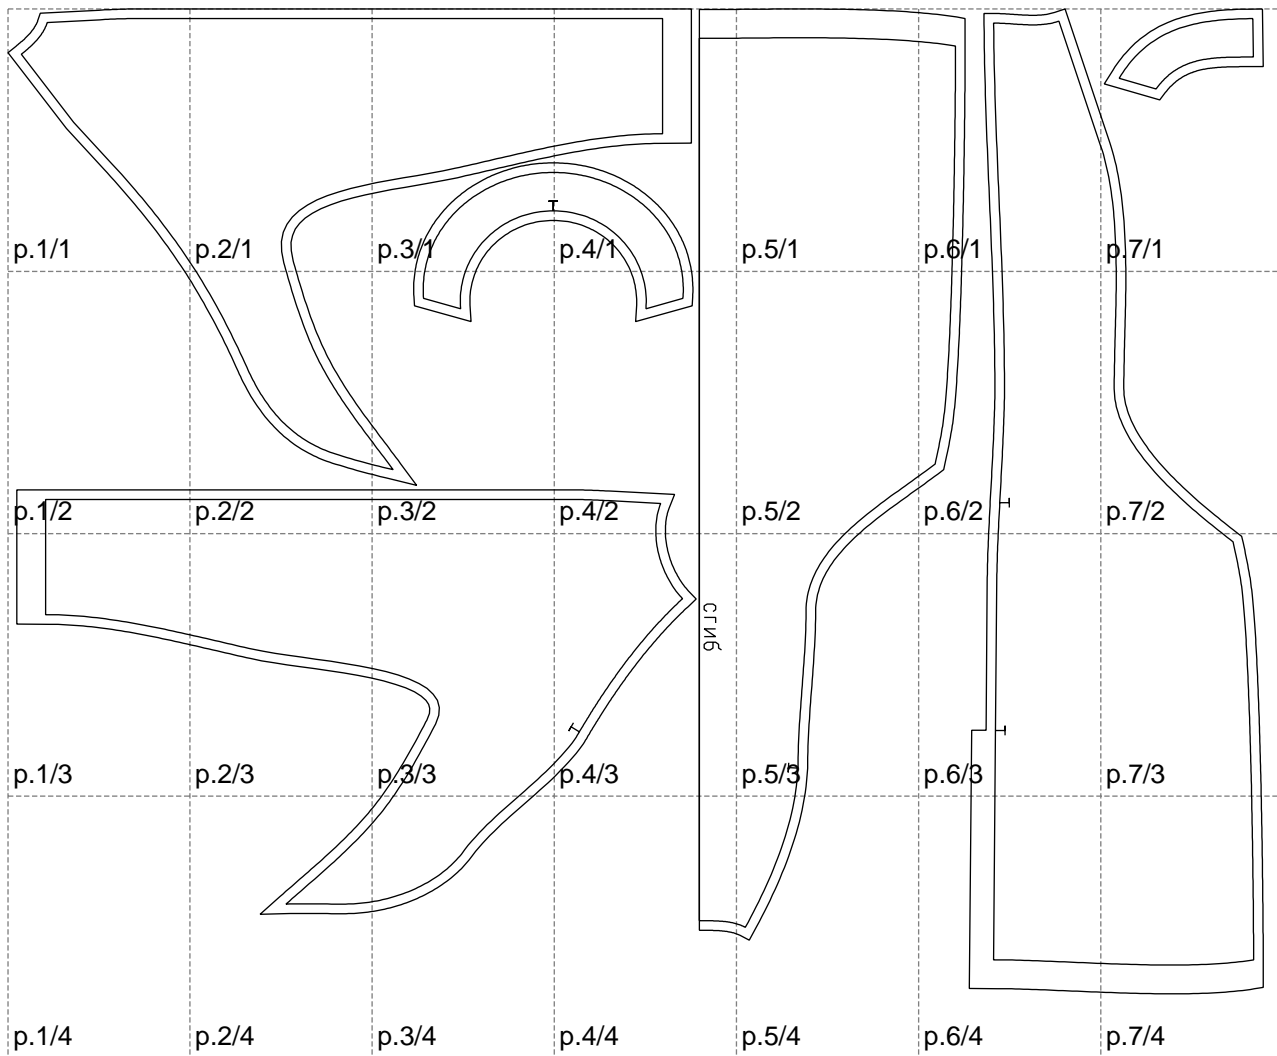 p.1/1 p.2/1 p.3/1 p.4/1 p.5/1 p.6/1 p.7/1
p.1/2 p.2/2 p.3/2 p.4/2 p.5/2 p.6/2 p.7/2
сгиб
p.1/3 p.2/3 p.3/3 p.4/3 p.5/3 p.6/3 p.7/3
p.1/4 p.2/4 p.3/4 p.4/4 p.5/4 p.6/4 p.7/4